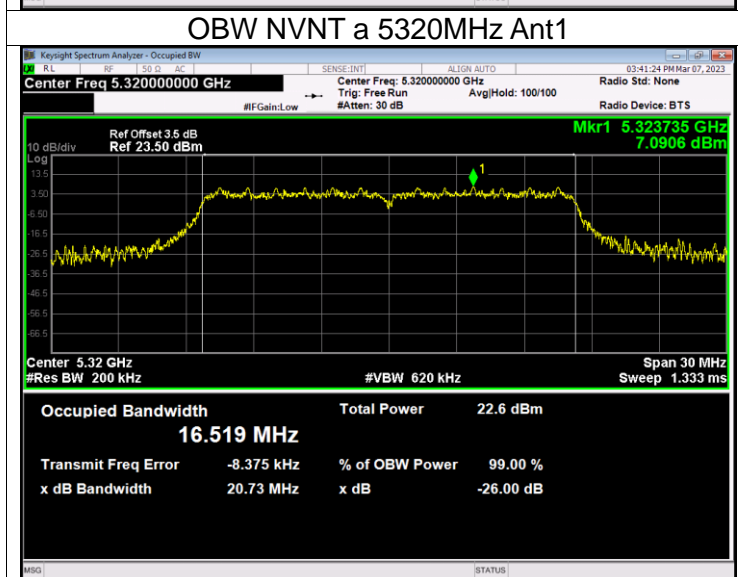 MSG STATUS
OBW NVNT a 5320MHz Ant1
Keysight Spectrum Analyzer - Occupied BW
RL RF 50 Ω AC SENSE:INT ALIGN AUTO 03:41:24 PM Mar 07, 2023
Center Freq 5.320000000 GHz Center Freq: 5.320000000 GHz Radio Std: None
Trig: Free Run Avg|Hold: 100/100
#IFGain:Low #Atten: 30 dB Radio Device: BTS
Mkr1 5.323735 GHz
7.0906 dBm
Ref Offset 3.5 dB
10 dB/div Ref 23.50 dBm
Log
13.5
3.50
-6.50
-16.5
-26.5
-36.5
-46.5
-56.5
-66.5
1
Center 5.32 GHz Span 30 MHz
#Res BW 200 kHz #VBW 620 kHz Sweep 1.333 ms
Occupied Bandwidth Total Power 22.6 dBm
16.519 MHz
Transmit Freq Error -8.375 kHz % of OBW Power 99.00 %
x dB Bandwidth 20.73 MHz x dB -26.00 dB
MSG STATUS